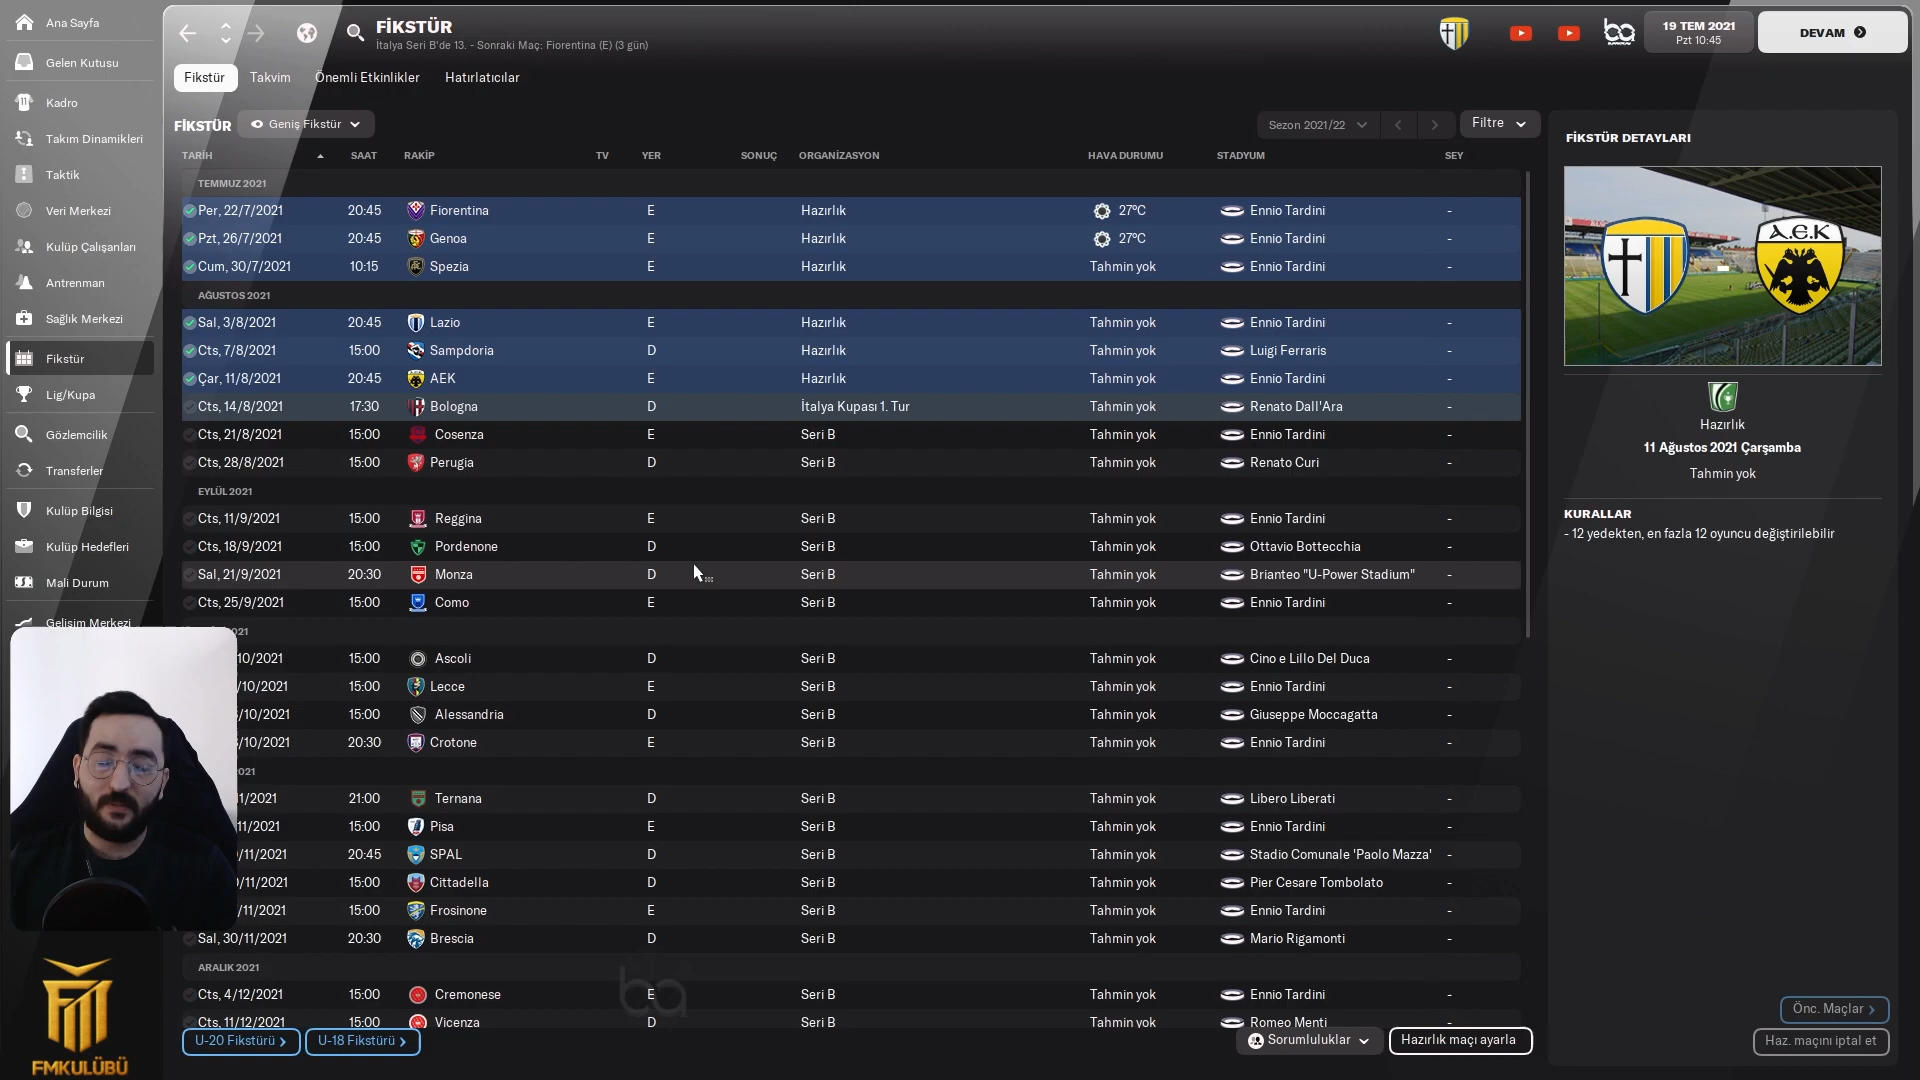 Ana Sayfa
Gelen Kutusu
Kadro
Takım Dinamikleri
Taktik
Veri Merkezi
Kulüp Çalışanları
Antrenman
Sağlık Merkezi
Fikstür
Lig/Kupa
Gözlemcilik
Transferler
Kulüp Bilgisi
Kulüp Hedefleri
Mali Durum
Gelişim Merkezi
FMKULÜBÜ
FİKSTÜR
İtalya Seri B'de 13. - Sonraki Maç: Fiorentina (E) (3 gün)
19 TEM 2021
Pzt 10:45
DEVAM
Fikstür Takvim Önemli Etkinlikler Hatırlatıcılar
FİKSTÜR Geniş Fikstür Sezon 2021/22 Filtre
TARİH SAAT RAKİP TV YER SONUÇ ORGANİZASYON HAVA DURUMU STADYUM SEY
TEMMUZ 2021
Per, 22/7/2021 20:45 Fiorentina E Hazırlık 27°C Ennio Tardini -
Pzt, 26/7/2021 20:45 Genoa E Hazırlık 27°C Ennio Tardini -
Cum, 30/7/2021 10:15 Spezia E Hazırlık Tahmin yok Ennio Tardini -
AĞUSTOS 2021
Sal, 3/8/2021 20:45 Lazio E Hazırlık Tahmin yok Ennio Tardini -
Cts, 7/8/2021 15:00 Sampdoria D Hazırlık Tahmin yok Luigi Ferraris -
Çar, 11/8/2021 20:45 AEK E Hazırlık Tahmin yok Ennio Tardini -
Cts, 14/8/2021 17:30 Bologna D İtalya Kupası 1. Tur Tahmin yok Renato Dall'Ara -
Cts, 21/8/2021 15:00 Cosenza E Seri B Tahmin yok Ennio Tardini -
Cts, 28/8/2021 15:00 Perugia D Seri B Tahmin yok Renato Curi -
EYLÜL 2021
Cts, 11/9/2021 15:00 Reggina E Seri B Tahmin yok Ennio Tardini -
Cts, 18/9/2021 15:00 Pordenone D Seri B Tahmin yok Ottavio Bottecchia -
Sal, 21/9/2021 20:30 Monza D Seri B Tahmin yok Brianteo "U-Power Stadium" -
Cts, 25/9/2021 15:00 Como E Seri B Tahmin yok Ennio Tardini -
021
10/2021 15:00 Ascoli D Seri B Tahmin yok Cino e Lillo Del Duca -
/10/2021 15:00 Lecce E Seri B Tahmin yok Ennio Tardini -
/10/2021 15:00 Alessandria D Seri B Tahmin yok Giuseppe Moccagatta -
/10/2021 20:30 Crotone E Seri B Tahmin yok Ennio Tardini -
021
11/2021 21:00 Ternana D Seri B Tahmin yok Libero Liberati -
11/2021 15:00 Pisa E Seri B Tahmin yok Ennio Tardini -
/11/2021 20:45 SPAL D Seri B Tahmin yok Stadio Comunale 'Paolo Mazza' -
/11/2021 15:00 Cittadella D Seri B Tahmin yok Pier Cesare Tombolato -
/11/2021 15:00 Frosinone E Seri B Tahmin yok Ennio Tardini -
Sal, 30/11/2021 20:30 Brescia D Seri B Tahmin yok Mario Rigamonti -
ARALIK 2021
Cts, 4/12/2021 15:00 Cremonese E Seri B Tahmin yok Ennio Tardini -
Cts, 11/12/2021 15:00 Vicenza D Seri B Tahmin yok Romeo Menti -
U-20 Fikstürü U-18 Fikstürü Sorumluluklar Hazırlık maçı ayarla
FİKSTÜR DETAYLARI
A.E.K
Hazırlık
11 Ağustos 2021 Çarşamba
Tahmin yok
KURALLAR
- 12 yedekten, en fazla 12 oyuncu değiştirilebilir
Önc. Maçlar
Haz. maçını iptal et